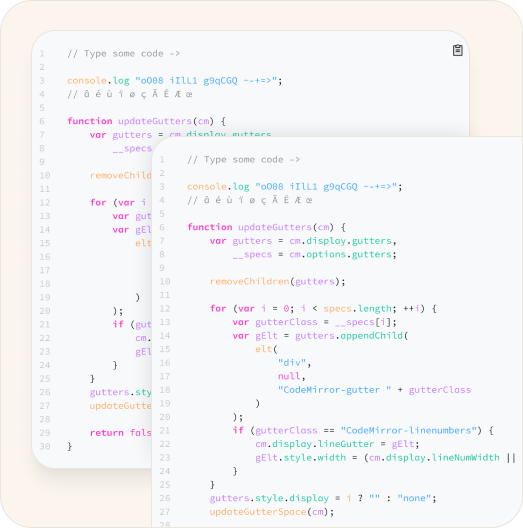 1 // Type some code ->
2
3 console.log "oO08 iIlL1 g9qCGQ ~-+=>";
4 // â é ù ï ø ç Ã Ē Æ œ
5
6 function updateGutters(cm) {
7 var gutters = cm.display.gutters
8 __specs
9
10 removeChild
11
12 for (var i
13 var gut
14 var gEl
15 elt
16
17
18
19 )
20 );
21 if (gut
22 cm.
23 gEl
24 }
25 }
26 gutters.sty
27 updateGutte
28
29 return fals
30 }
1 // Type some code ->
2
3 console.log "oO08 iIlL1 g9qCGQ ~-+=>";
4 // â é ù ï ø ç Ã Ē Æ œ
5
6 function updateGutters(cm) {
7 var gutters = cm.display.gutters,
8 __specs = cm.options.gutters;
9
10 removeChildren(gutters);
11
12 for (var i = 0; i < specs.length; ++i) {
13 var gutterClass = __specs[i];
14 var gElt = gutters.appendChild(
15 elt(
16 "div",
17 null,
18 "CodeMirror-gutter " + gutterClass
19 )
20 );
21 if (gutterClass == "CodeMirror-linenumbers") {
22 cm.display.lineGutter = gElt;
23 gElt.style.width = (cm.display.lineNumWidth ||
24 }
25 }
26 gutters.style.display = i ? "" : "none";
27 updateGutterSpace(cm);
28